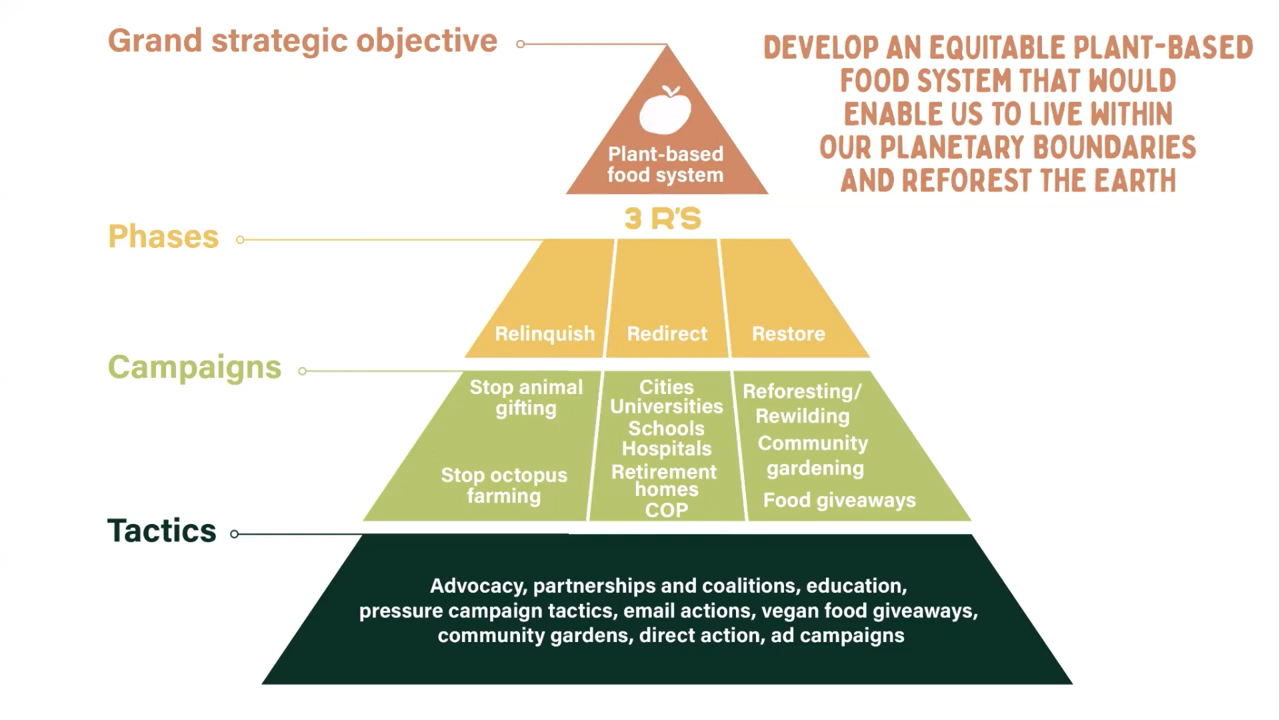 Grand strategic objective
DEVELOP AN EQUITABLE PLANT-BASED
FOOD SYSTEM THAT WOULD
ENABLE US TO LIVE WITHIN
OUR PLANETARY BOUNDARIES
AND REFOREST THE EARTH
Plant-based
food system
3 R'S
Phases
Relinquish
Redirect
Restore
Campaigns
Stop animal
gifting
Stop octopus
farming
Cities
Universities
Schools
Hospitals
Retirement
homes
COP
Reforesting/
Rewilding
Community
gardening
Food giveaways
Tactics
Advocacy, partnerships and coalitions, education,
pressure campaign tactics, email actions, vegan food giveaways,
community gardens, direct action, ad campaigns